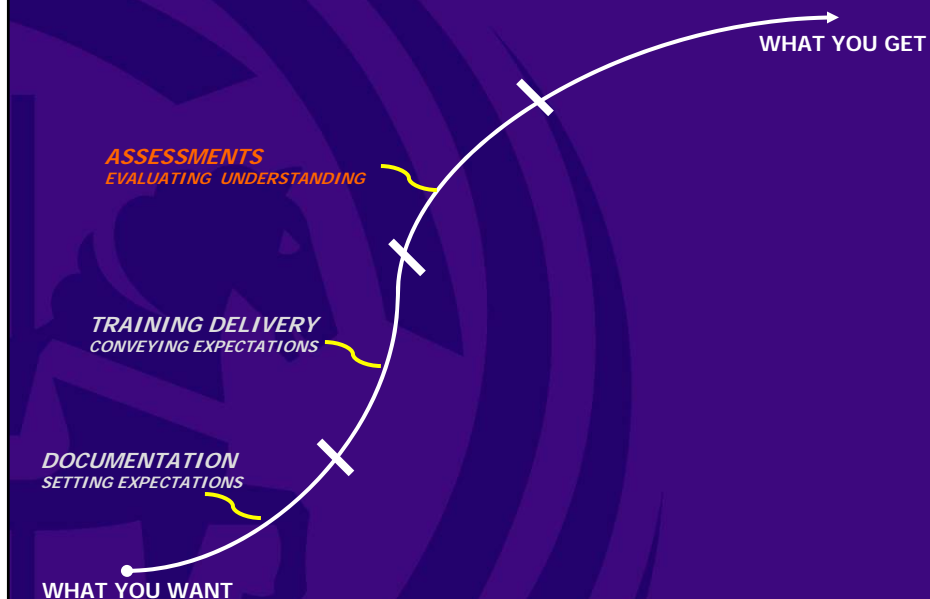 WHAT YOU GET
ASSESSMENTS
EVALUATING UNDERSTANDING
TRAINING DELIVERY
CONVEYING EXPECTATIONS
DOCUMENTATION
SETTING EXPECTATIONS
WHAT YOU WANT